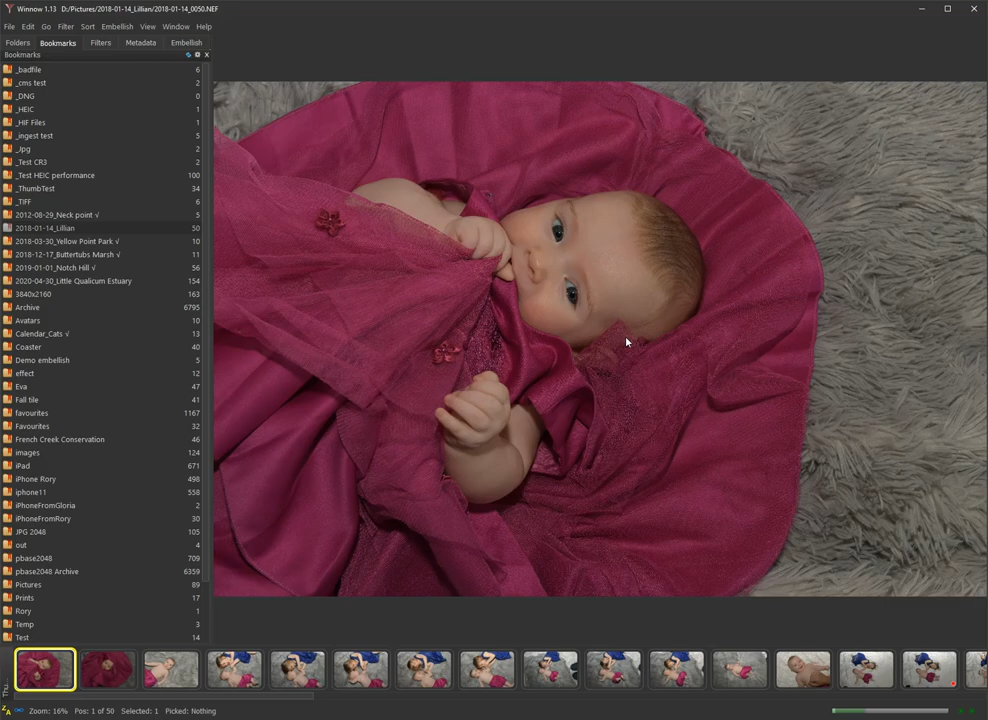 Winnow 1.13   D:/Pictures/2018-01-14_Lillian/2018-01-14_0050.NEF
File Edit Go Filter Sort Embellish View Window Help
Folders Bookmarks Filters Metadata Embellish
Bookmarks
_badfile 6
_cms test 2
_DNG 0
_HEIC 1
_HIF Files 1
_ingest test 5
_Jpg 2
_Test CR3 2
_Test HEIC performance 100
_ThumbTest 34
_TIFF 6
2012-08-29_Neck point √ 5
2018-01-14_Lillian 50
2018-03-30_Yellow Point Park √ 10
2018-12-17_Buttertubs Marsh √ 11
2019-01-01_Notch Hill √ 56
2020-04-30_Little Qualicum Estuary 154
3840x2160 163
Archive 6795
Avatars 10
Calendar_Cats √ 13
Coaster 40
Demo embellish 5
effect 12
Eva 47
Fall tile 41
favourites 1167
Favourites 32
French Creek Conservation 46
images 124
iPad 671
iPhone Rory 498
iphone11 558
iPhoneFromGloria 2
iPhoneFromRory 30
JPG 2048 105
out 4
pbase2048 709
pbase2048 Archive 6359
Pictures 89
Prints 17
Rory 1
Temp 3
Test 14
Thu...
Zoom: 16% Pos: 1 of 50 Selected: 1 Picked: Nothing